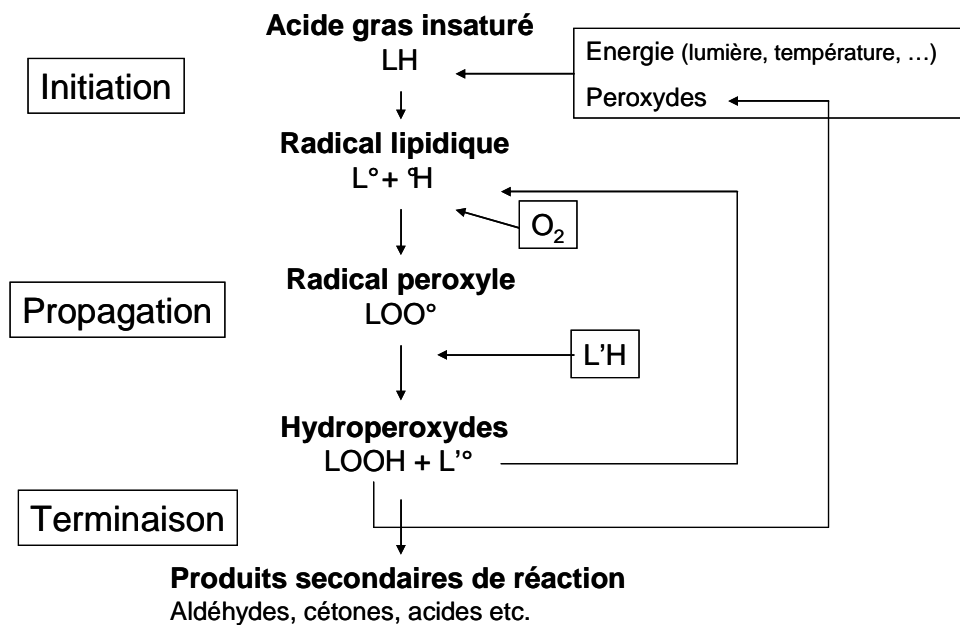 Acide gras insaturé
LH
Energie (lumière, température, ...)
Peroxydes
Initiation
Radical lipidique
L° + °H
O₂
Radical peroxyle
LOO°
Propagation
L'H
Hydroperoxydes
LOOH + L'°
Terminaison
Produits secondaires de réaction
Aldéhydes, cétones, acides etc.